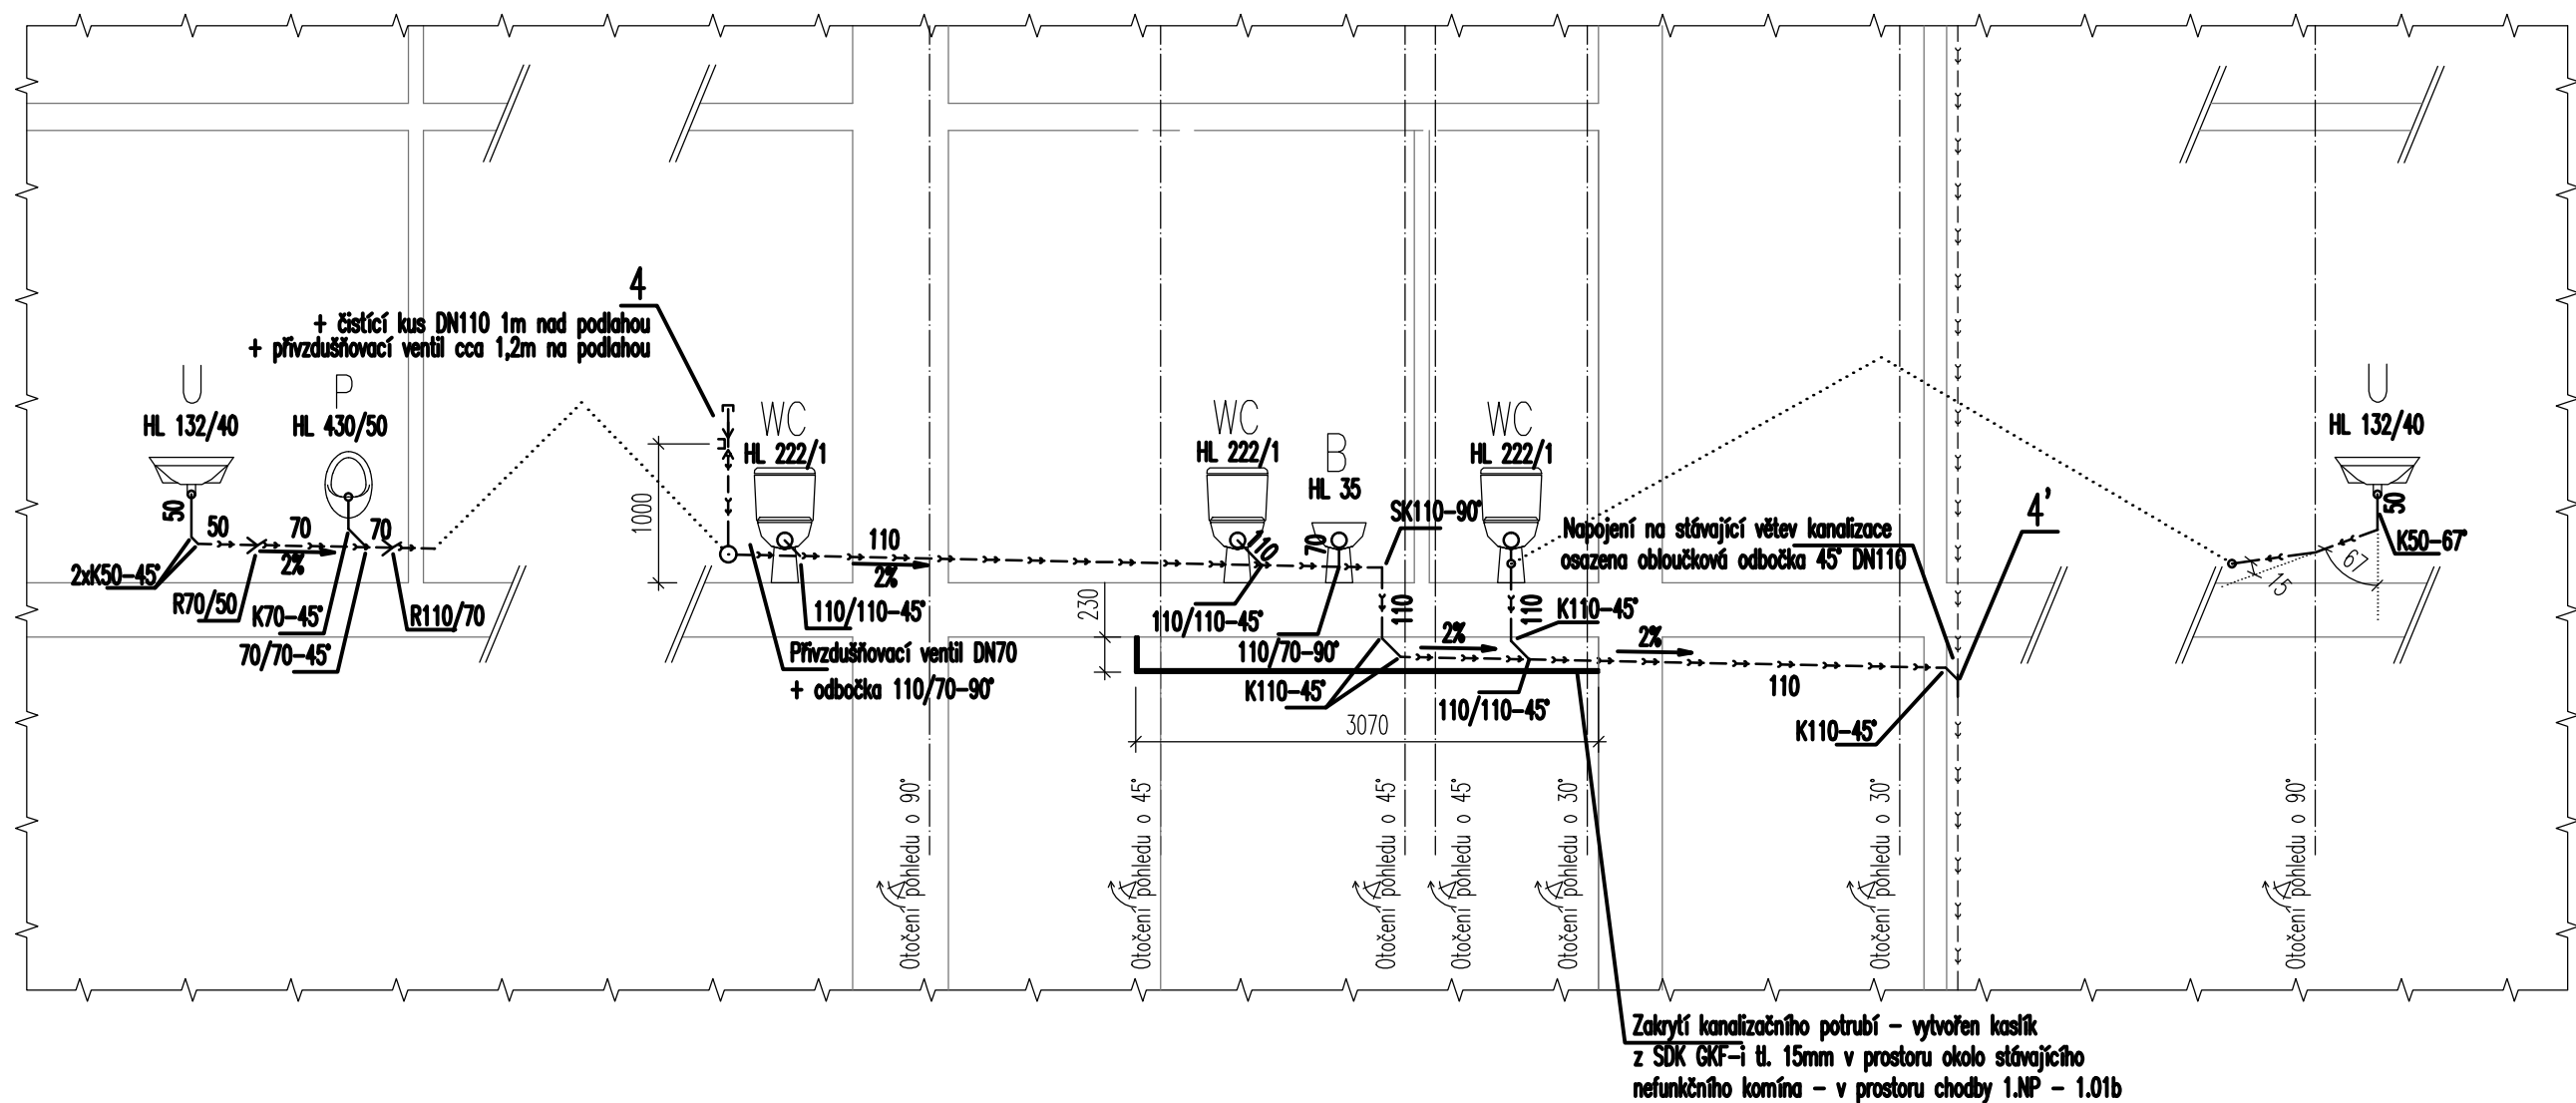 4
+ čistící kus DN110 1m nad podlahou
+ přivzdušňovací ventil cca 1,2m na podlahou
U
HL 132/40
P
HL 430/50
50
50
70
2%
70
2xK50-45°
R70/50
K70-45°
70/70-45°
R110/70
1000
WC
HL 222/1
110
2%
110/110-45°
Přivzdušňovací ventil DN70
+ odbočka 110/70-90°
WC
HL 222/1
110
B
HL 35
70
SK110-90°
WC
HL 222/1
230
110/110-45°
110/70-90°
K110-45°
110
110
K110-45°
2%
110/110-45°
2%
110
3070
Napojení na stávající větev kanalizace
osazena obloučková odbočka 45° DN110
4'
K110-45°
U
HL 132/40
50
K50-67°
67
15
Otočení pohledu o 90°
Otočení pohledu o 45°
Otočení pohledu o 45°
Otočení pohledu o 45°
Otočení pohledu o 30°
Otočení pohledu o 30°
Otočení pohledu o 90°
Zakrytí kanalizačního potrubí - vytvořen kaslík
z SDK GKF-i tl. 15mm v prostoru okolo stávajícího
nefunkčního komína - v prostoru chodby 1.NP - 1.01b